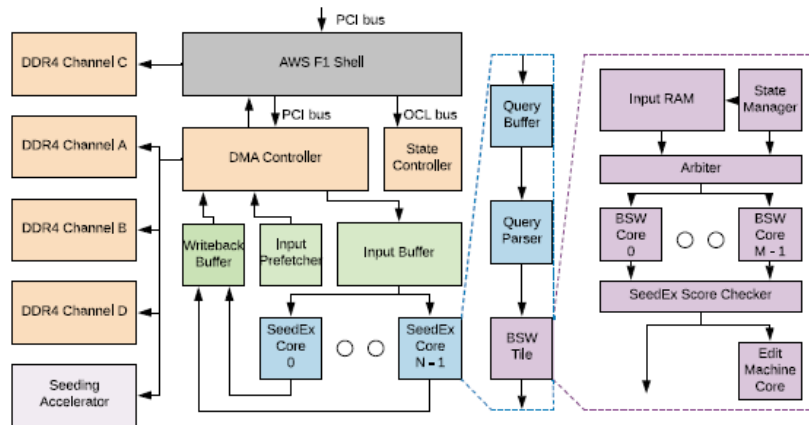 PCI bus
DDR4 Channel C
AWS F1 Shell
PCI bus
OCL bus
DDR4 Channel A
DMA Controller
State
Controller
DDR4 Channel B
Writeback
Buffer
Input
Prefetcher
Input Buffer
DDR4 Channel D
SeedEx
Core
0
SeedEx
Core
N - 1
Seeding
Accelerator
Query
Buffer
Query
Parser
BSW
Tile
Input RAM
State
Manager
Arbiter
BSW
Core
0
BSW
Core
M - 1
SeedEx Score Checker
Edit
Machine
Core